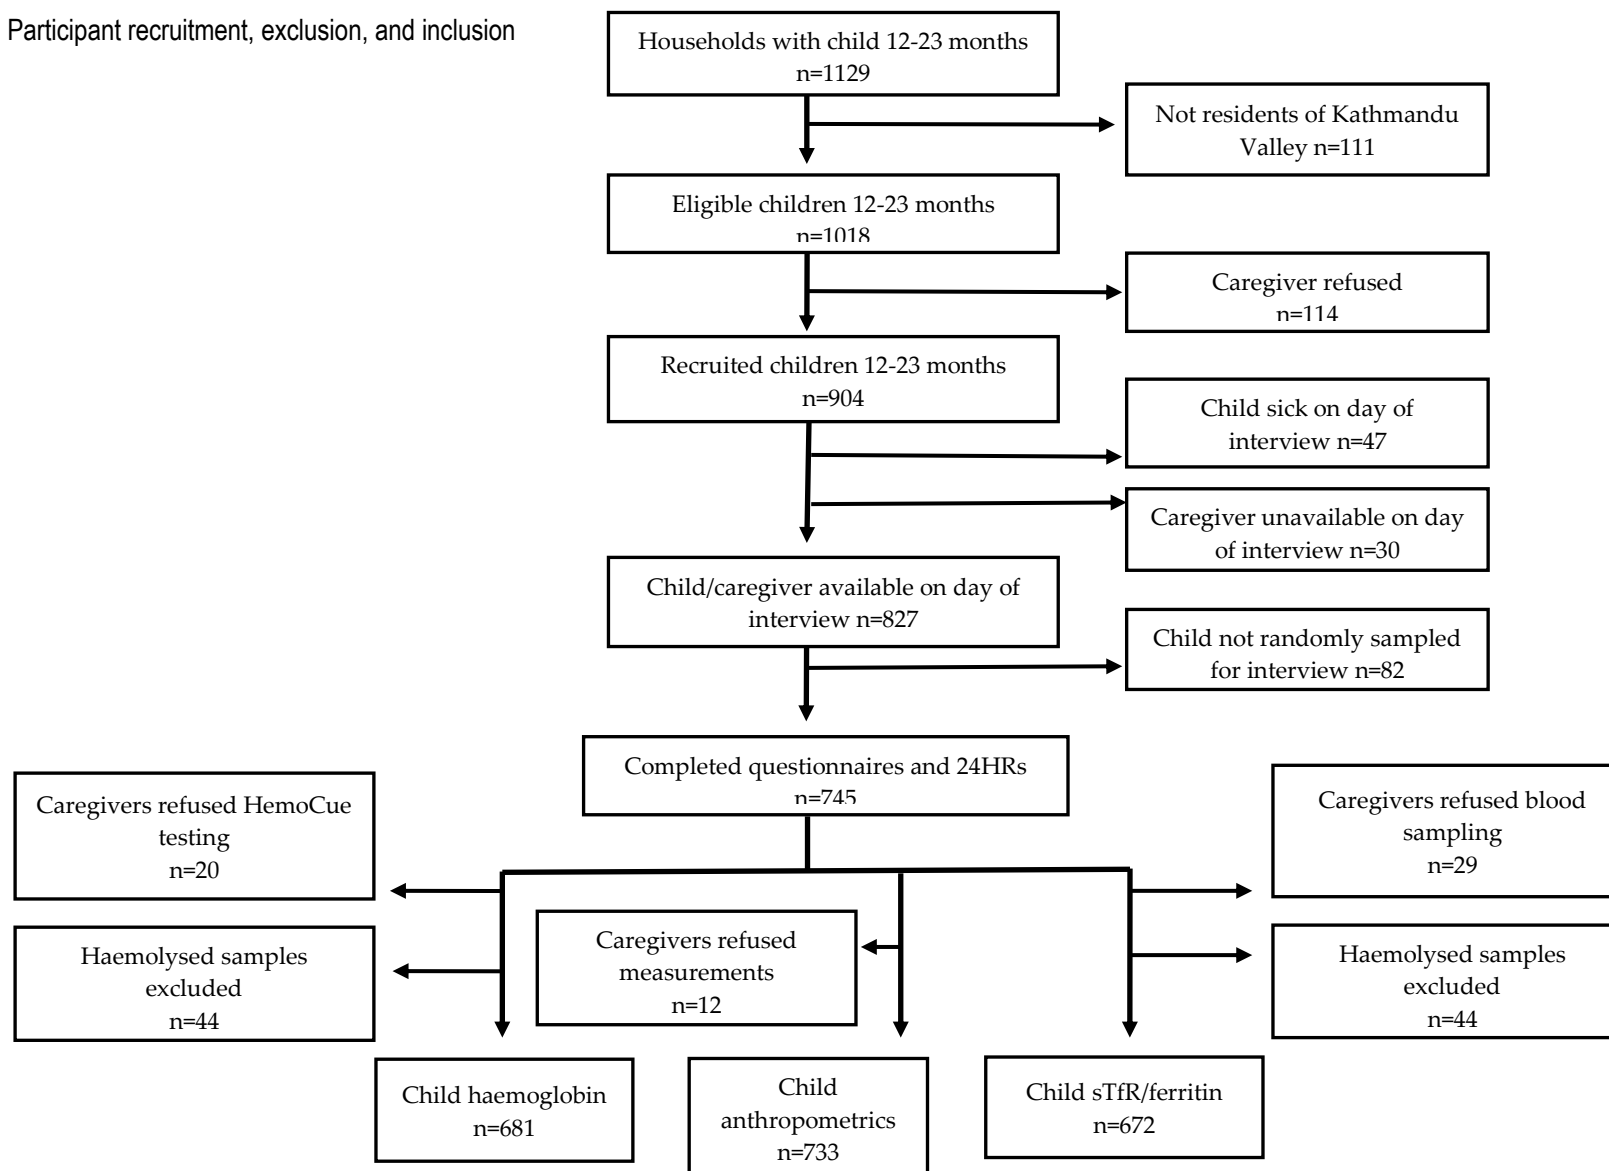 Participant recruitment, exclusion, and inclusion
Households with child 12-23 months
n=1129
Not residents of Kathmandu
Valley n=111
Eligible children 12-23 months
n=1018
Caregiver refused
n=114
Recruited children 12-23 months
n=904
Child sick on day of
interview n=47
Caregiver unavailable on day
of interview n=30
Child/caregiver available on day of
interview n=827
Child not randomly sampled
for interview n=82
Completed questionnaires and 24HRs
n=745
Caregivers refused HemoCue
testing
n=20
Caregivers refused blood
sampling
n=29
Haemolysed samples
excluded
n=44
Caregivers refused
measurements
n=12
Haemolysed samples
excluded
n=44
Child haemoglobin
n=681
Child
anthropometrics
n=733
Child sTfR/ferritin
n=672